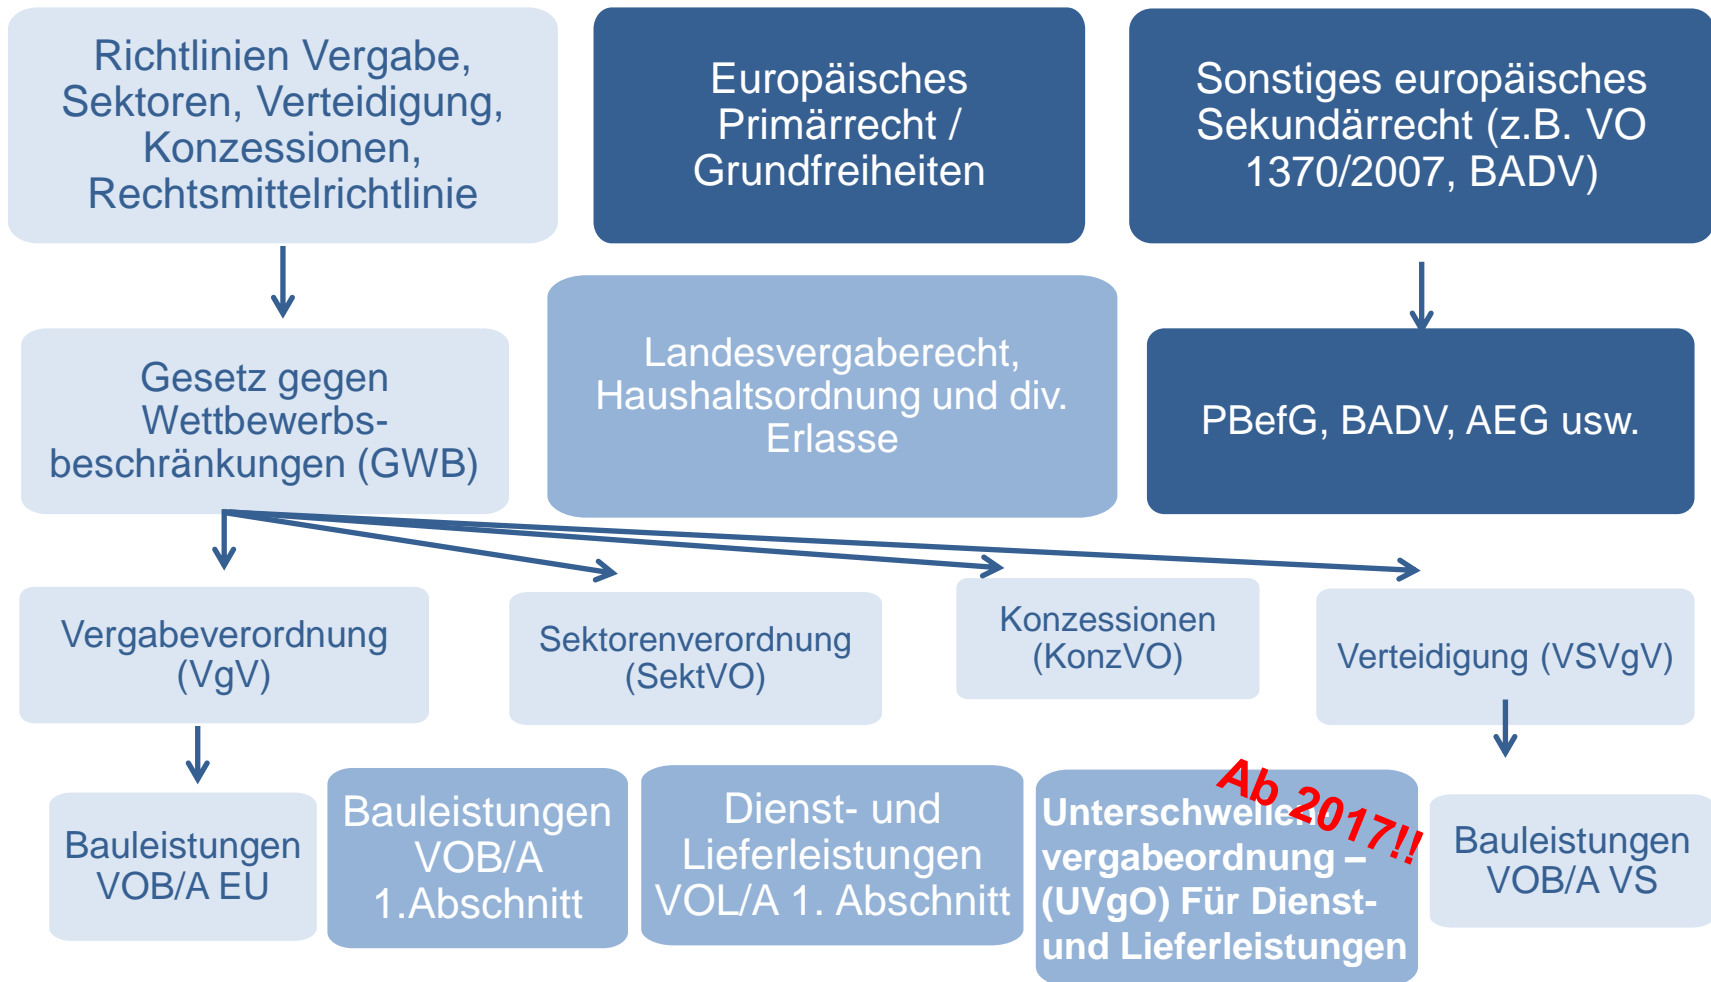 Richtlinien Vergabe,
Sektoren, Verteidigung,
Konzessionen,
Rechtsmittelrichtlinie
Europäisches
Primärrecht /
Grundfreiheiten
Sonstiges europäisches
Sekundärrecht (z.B. VO
1370/2007, BADV)
Gesetz gegen
Wettbewerbs-
beschränkungen (GWB)
Landesvergaberecht,
Haushaltsordnung und div.
Erlasse
PBefG, BADV, AEG usw.
Vergabeverordnung
(VgV)
Sektorenverordnung
(SektVO)
Konzessionen
(KonzVO)
Verteidigung (VSVgV)
Bauleistungen
VOB/A EU
Bauleistungen
VOB/A
1.Abschnitt
Dienst- und
Lieferleistungen
VOL/A 1. Abschnitt
Ab 2017!!
Unterschwellen-
vergabeordnung –
(UVgO) Für Dienst-
und Lieferleistungen
Bauleistungen
VOB/A VS